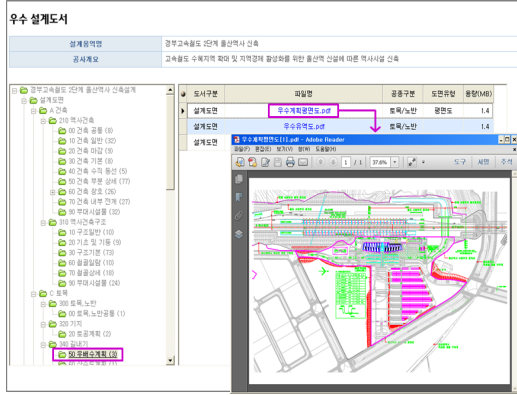 우수 설계도서
설계용역명 경부고속철도 2단계 울산역사 신축
공사개요 고속철도 수혜지역 확대 및 지역경제 활성화를 위한 울산역 신설에 따른 역사시설 신축
경부고속철도 2단계 울산역사 신축설계
설계도면
A 건축
210 역사건축
00 건축 공통 (8)
10 건축 일반 (32)
20 건축 마감 (3)
30 건축 기본 (8)
40 건축 수직 동선 (5)
50 건축 부분 상세 (77)
60 건축 창호 (26)
70 건축 내부 전개 (27)
90 부대시설물 (32)
310 역사건축구조
10 구조일반 (10)
20 기초 및 기둥 (9)
30 구조기본 (73)
60 철골일람 (10)
70 철골상세 (18)
90 부대시설물 (24)
C 토목
300 토목,노반
00 토목,노반공통 (1)
320 가지
20 토공계획 (2)
340 길내기
50 우배수계획 (3)
도서구분 파일명 공종구분 도면유형 용량(MB)
설계도면 우수계획평면도.pdf 토목/노반 평면도 1.4
설계도면 우수유역도.pdf 토목/노반 1.4
설계도면
우수계획평면도[1].pdf - Adobe Reader
파일(F) 편집(E) 보기(V) 창(W) 도움말(H)
1 / 1 37.6% 도구 서명 주석